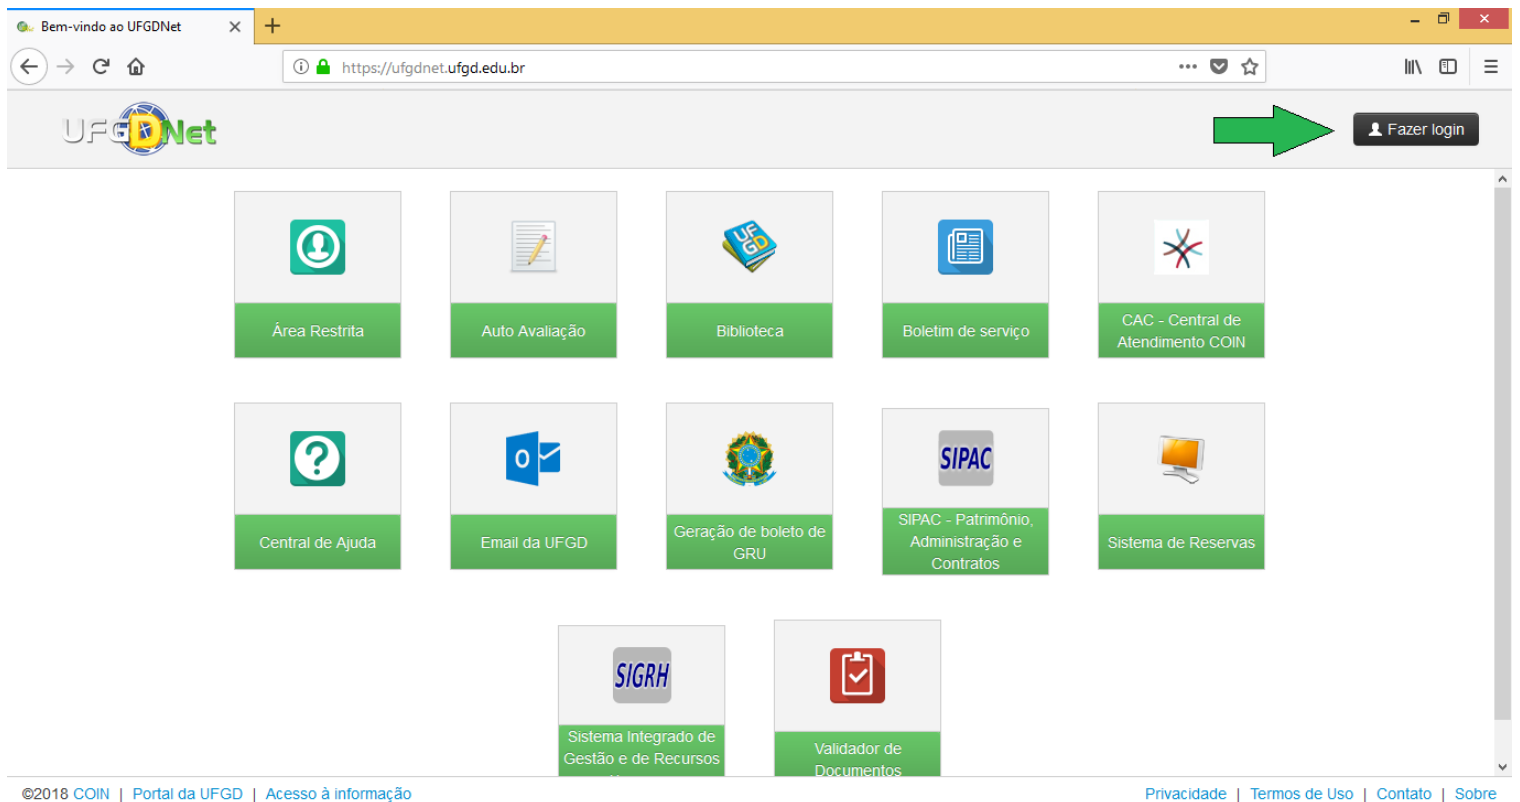 Bem-vindo ao UFGDNet
https://ufgdnet.ufgd.edu.br
UFGDNet
Fazer login
UFGD
Área Restrita
Auto Avaliação
Biblioteca
Boletim de serviço
CAC - Central de
Atendimento COIN
SIPAC
Central de Ajuda
Email da UFGD
Geração de boleto de
GRU
SIPAC - Patrimônio,
Administração e
Contratos
Sistema de Reservas
SIGRH
Sistema Integrado de
Gestão e de Recursos
Validador de
Documentos
©2018 COIN | Portal da UFGD | Acesso à informação
Privacidade | Termos de Uso | Contato | Sobre